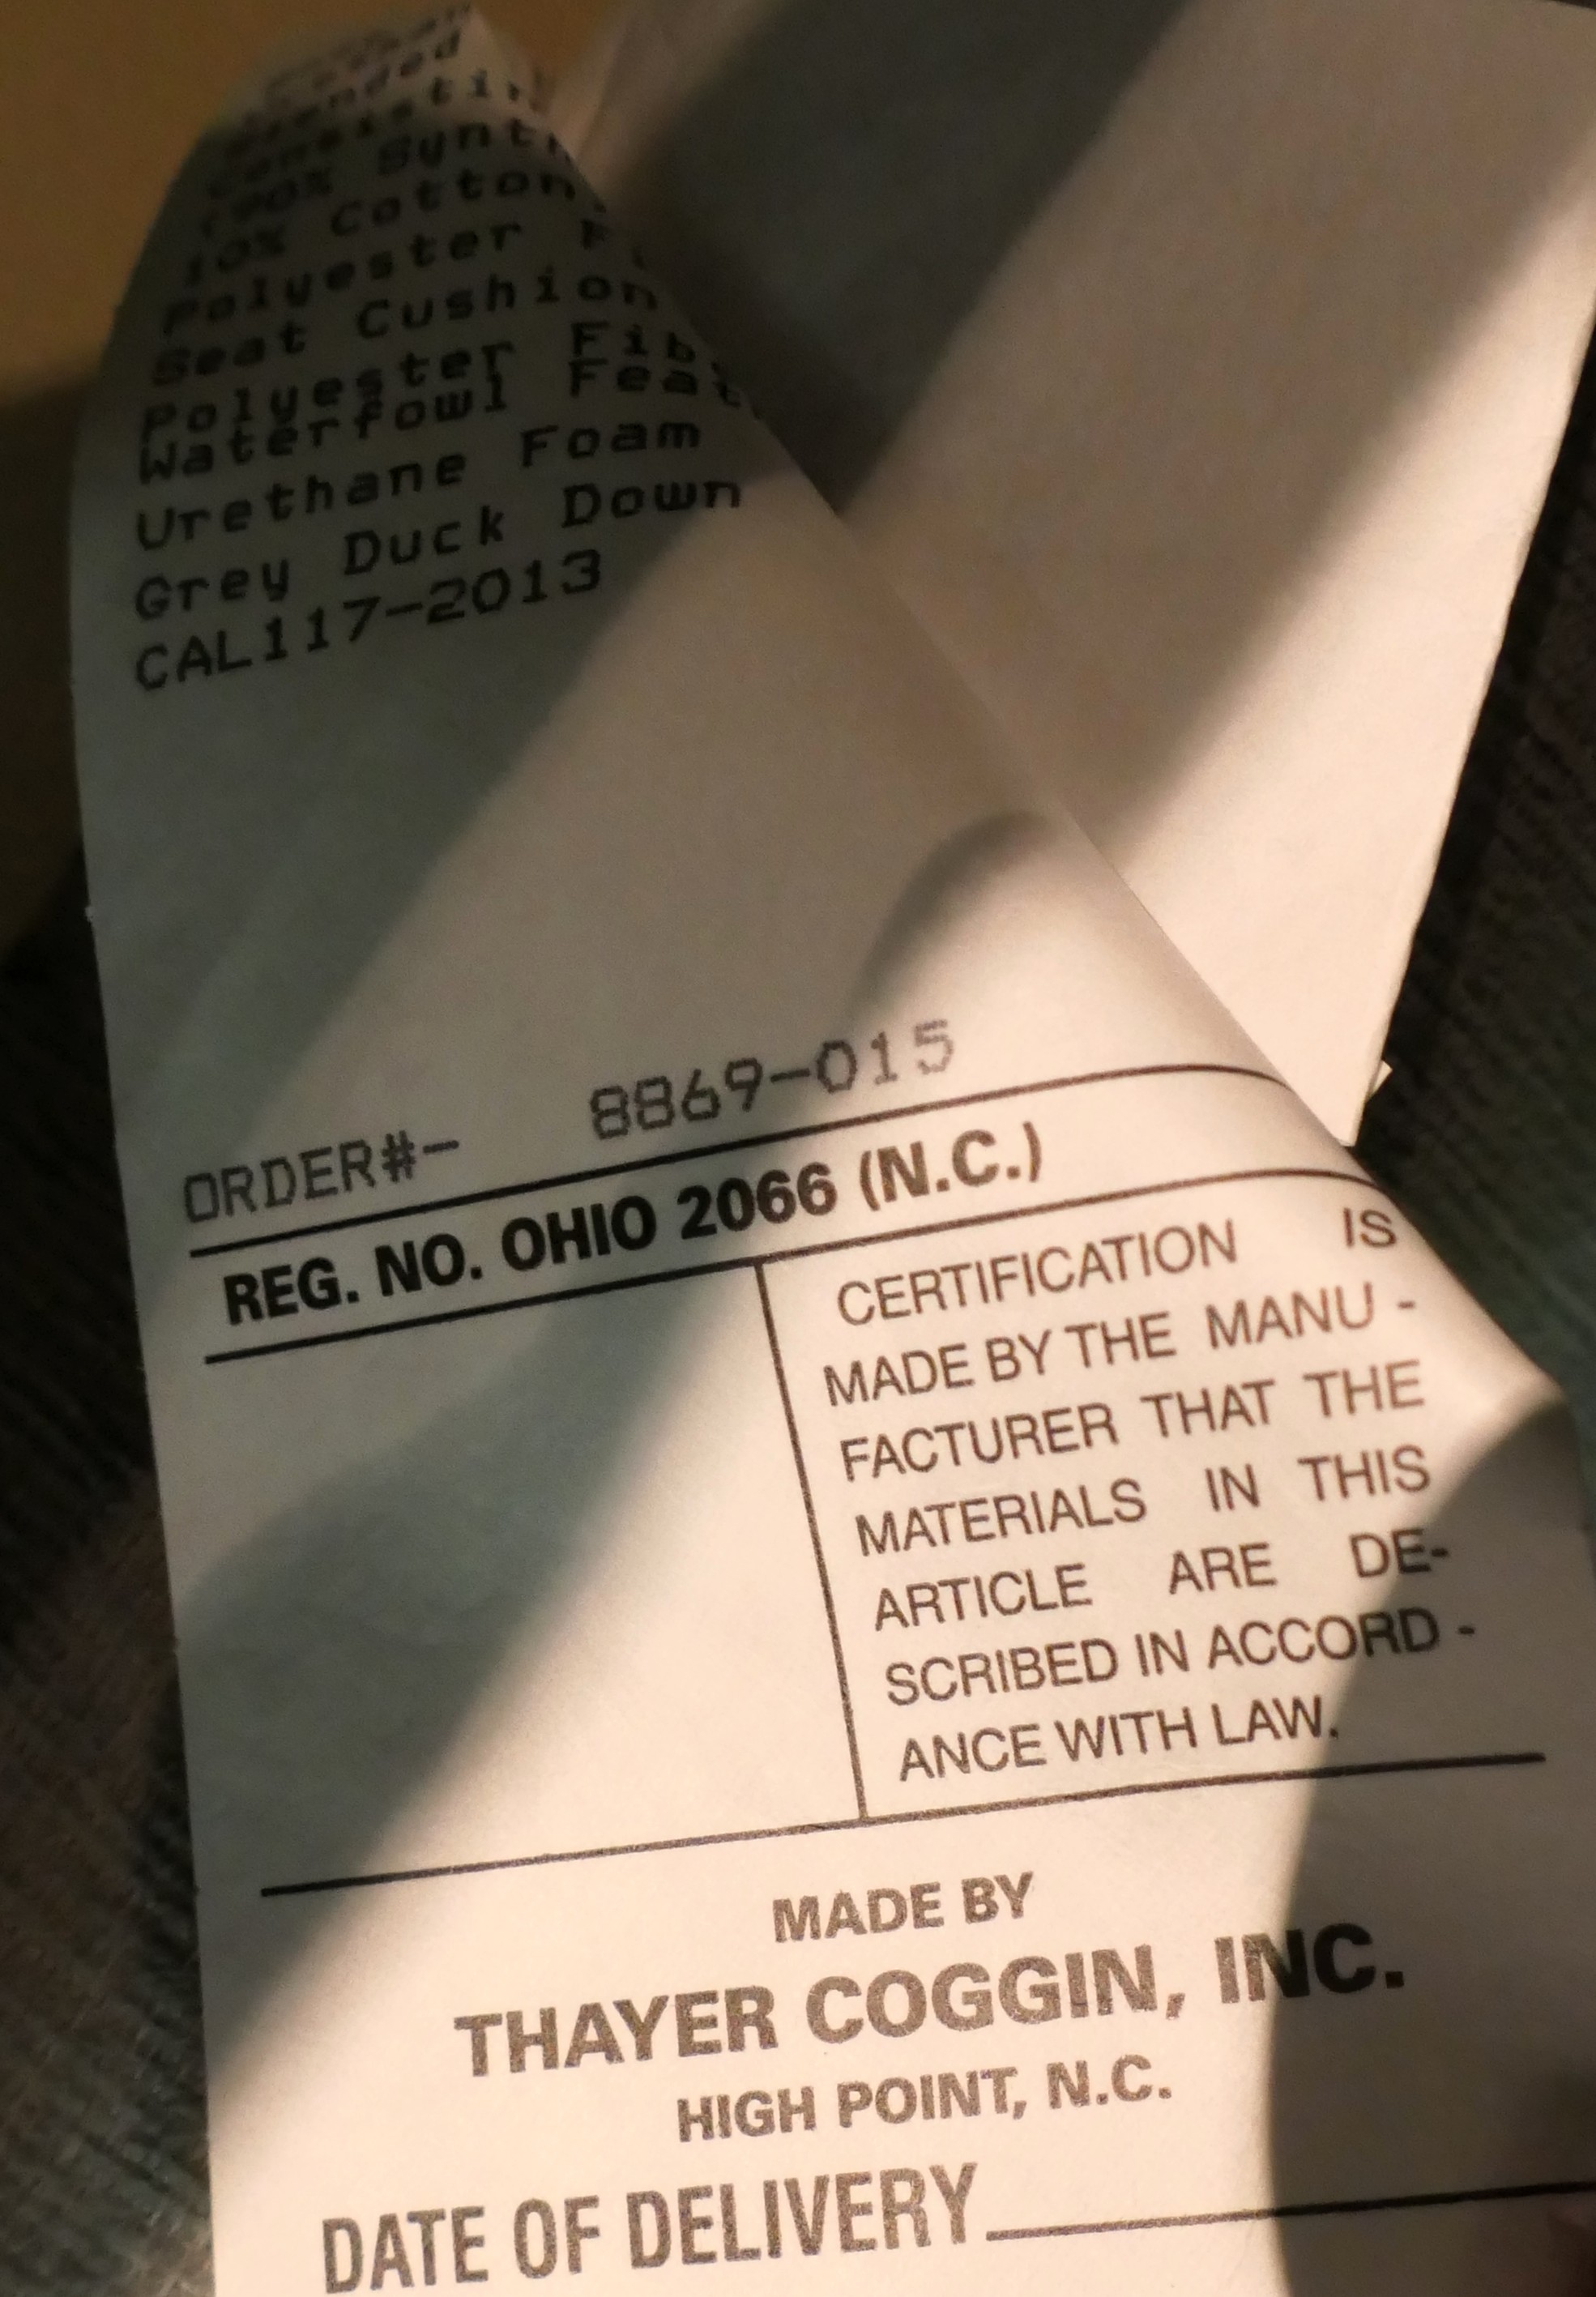 10% Cotton
Polyester
Seat Cushion
Polyester
Waterfowl
Urethane Foam
Grey Duck Down
CAL117-2013
ORDER#- 8869-015
REG. NO. OHIO 2066 (N.C.)
CERTIFICATION IS
MADE BY THE MANU -
FACTURER THAT THE
MATERIALS IN THIS
ARTICLE ARE DE-
SCRIBED IN ACCORD -
ANCE WITH LAW.
MADE BY
THAYER COGGIN, INC.
HIGH POINT, N.C.
DATE OF DELIVERY